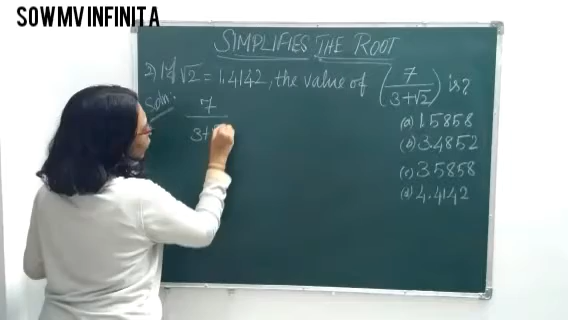 SOWMV INFINITA
SIMPLIFIES THE ROOT
2) If √2 = 1.4142, the value of (7/(3+√2)) is?
Soln:
7
3+
(a) 1.5858
(b) 3.4852
(c) 3.5858
(d) 4.4142